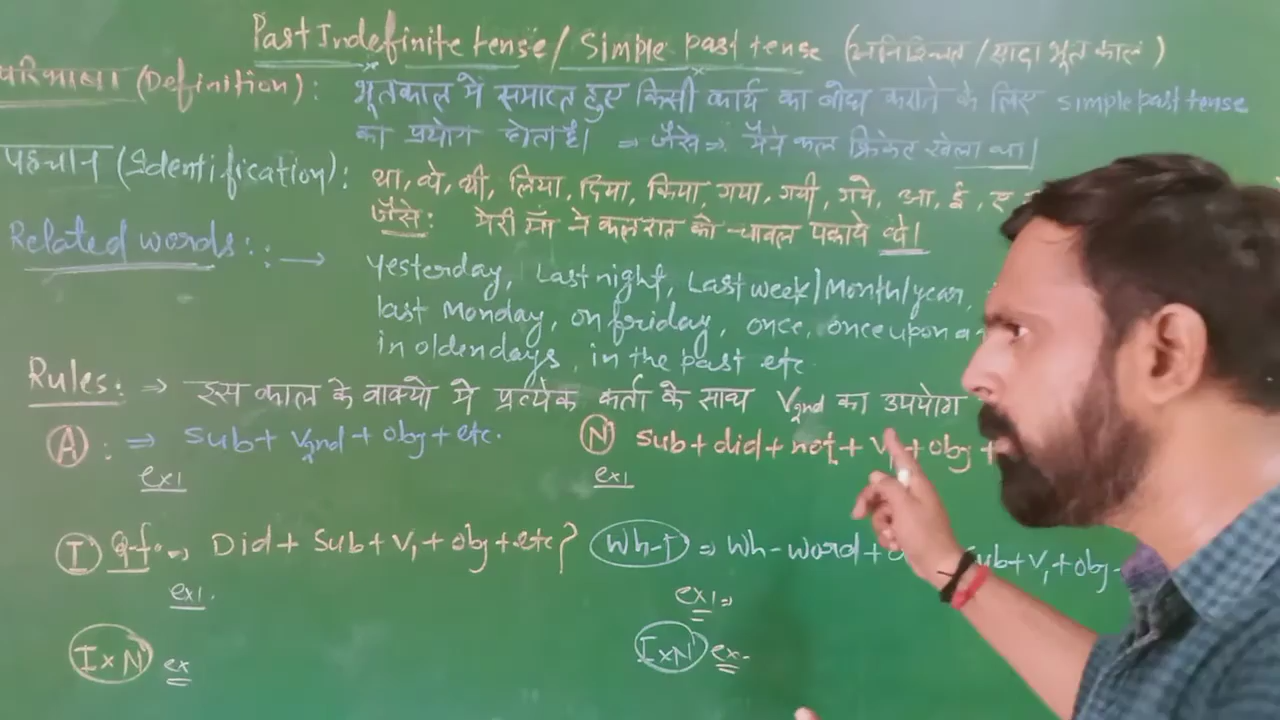 Past Indefinite tense / Simple past tense (अनिश्चित / सादा भूत काल)
परिभाषा (Definition): भूतकाल में समाप्त हुए किसी कार्य का बोध कराने के लिए simple past tense
का प्रयोग होता है। ⇒ जैसे ⇒ मैंने कल क्रिकेट खेला था।
पहचान (Identification): था, थे, थी, लिया, दिया, किया, गया, गयी, गये, आ, ई, ए
जैसे: मेरी माँ ने कल रात को चावल पकाये थे।
Related words: → yesterday, Last night, Last week/Month/year,
last Monday, on friday, once, once upon a
in olden days, in the past etc.
Rules: → इस काल के वाक्यो मे प्रत्येक कर्ता के साथ V2nd का उपयोग
(A): ⇒ Sub + V2nd + Obj + etc. (N) Sub + did + not + V1 + obj +
ex1 ex1
(I) Q.f. ⇒ Did + Sub + V1 + obj + etc? (Wh-I) = Wh-word + Sub + V1 + obj
ex1. ex1 ⇒
(I×N) ex (I×N) ex-